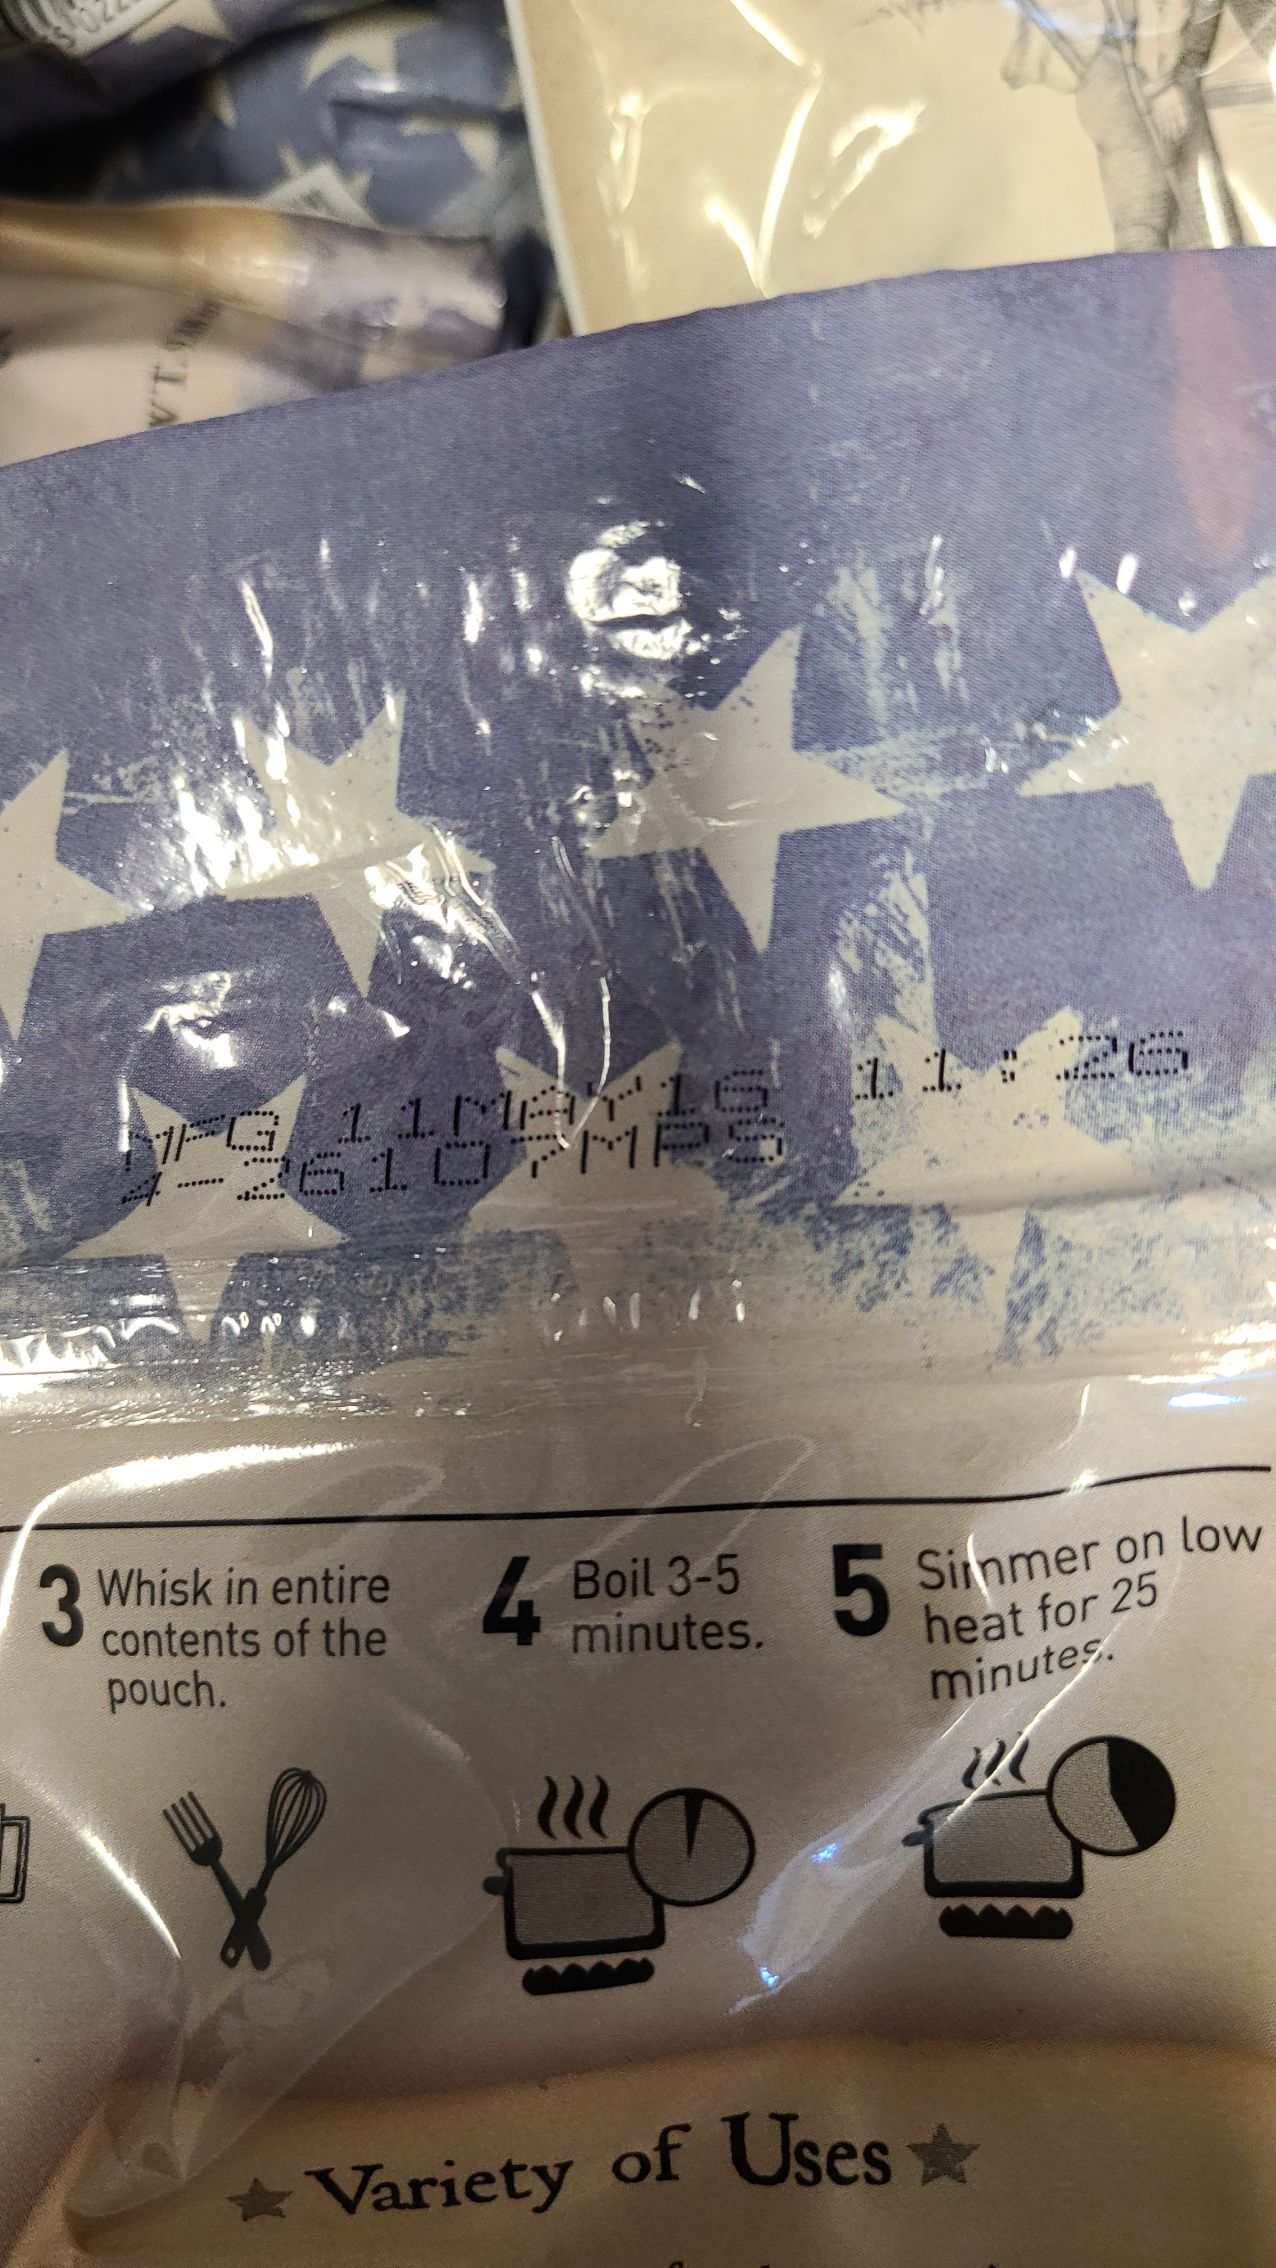 MFG 11MAY16 11:26
4-26107MPS
3 Whisk in entire
contents of the
pouch.
4 Boil 3-5
minutes.
5 Simmer on low
heat for 25
minutes.
Variety of Uses